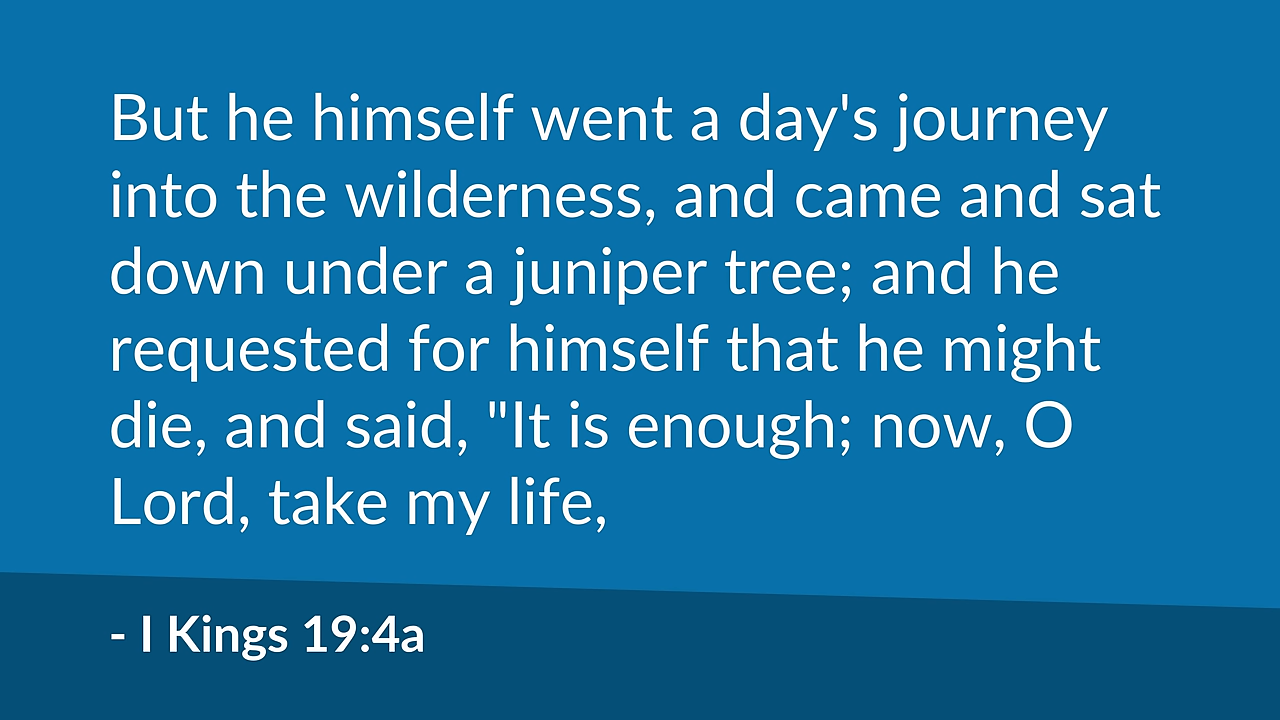 But he himself went a day's journey
into the wilderness, and came and sat
down under a juniper tree; and he
requested for himself that he might
die, and said, "It is enough; now, O
Lord, take my life,
- I Kings 19:4a